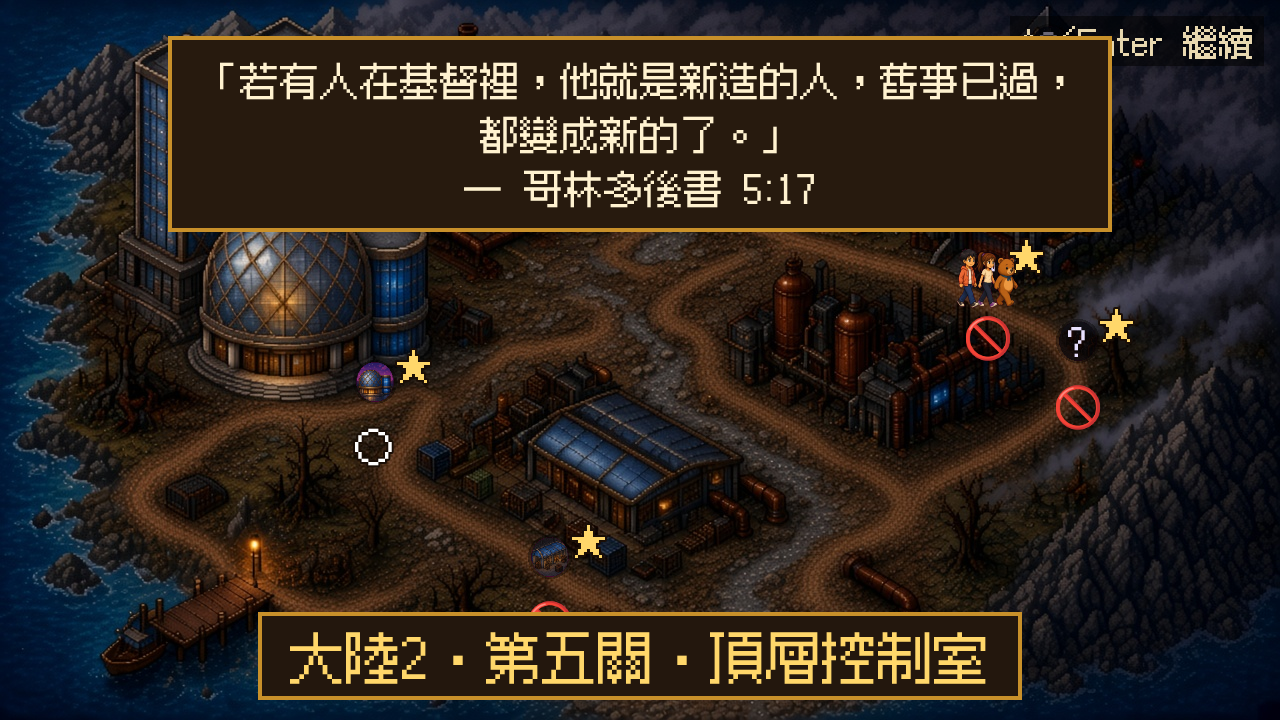 「若有人在基督裡，他就是新造的人，舊事已過，
都變成新的了。」
— 哥林多後書 5:17
nter 繼續
?
大陸2·第五關·頂層控制室